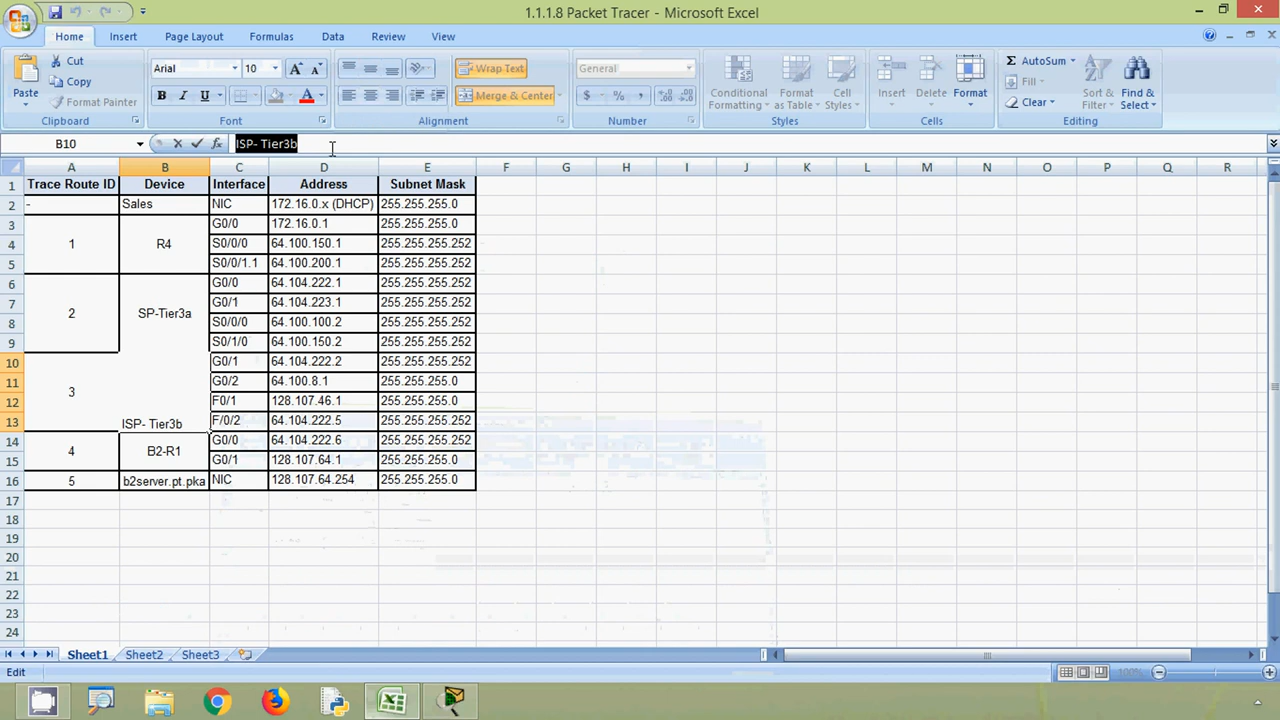 1.1.1.8 Packet Tracer - Microsoft Excel
Home Insert Page Layout Formulas Data Review View
Paste
Cut
Copy
Format Painter
Clipboard
Arial 10
B I U A
Font
Wrap Text
Merge & Center
Alignment
General
$ % ,
Number
Conditional Formatting
Format as Table
Cell Styles
Styles
Insert Delete Format
Cells
Σ AutoSum
Fill
Clear
Sort & Filter
Find & Select
Editing
B10 fx ISP- Tier3b
A B C D E F G H I J K L M N O P Q R
1 Trace Route ID Device Interface Address Subnet Mask
2 - Sales NIC 172.16.0.x (DHCP) 255.255.255.0
3 G0/0 172.16.0.1 255.255.255.0
4 1 R4 S0/0/0 64.100.150.1 255.255.255.252
5 S0/0/1.1 64.100.200.1 255.255.255.252
6 G0/0 64.104.222.1 255.255.255.252
7 G0/1 64.104.223.1 255.255.255.252
2 SP-Tier3a
8 S0/0/0 64.100.100.2 255.255.255.252
9 S0/1/0 64.100.150.2 255.255.255.252
10 G0/1 64.104.222.2 255.255.255.252
11 G0/2 64.100.8.1 255.255.255.0
3
12 F0/1 128.107.46.1 255.255.255.0
13 ISP- Tier3b F/0/2 64.104.222.5 255.255.255.252
14 G0/0 64.104.222.6 255.255.255.252
4 B2-R1
15 G0/1 128.107.64.1 255.255.255.0
16 5 b2server.pt.pka NIC 128.107.64.254 255.255.255.0
17
18
19
20
21
22
23
24
Sheet1 Sheet2 Sheet3
Edit 100%